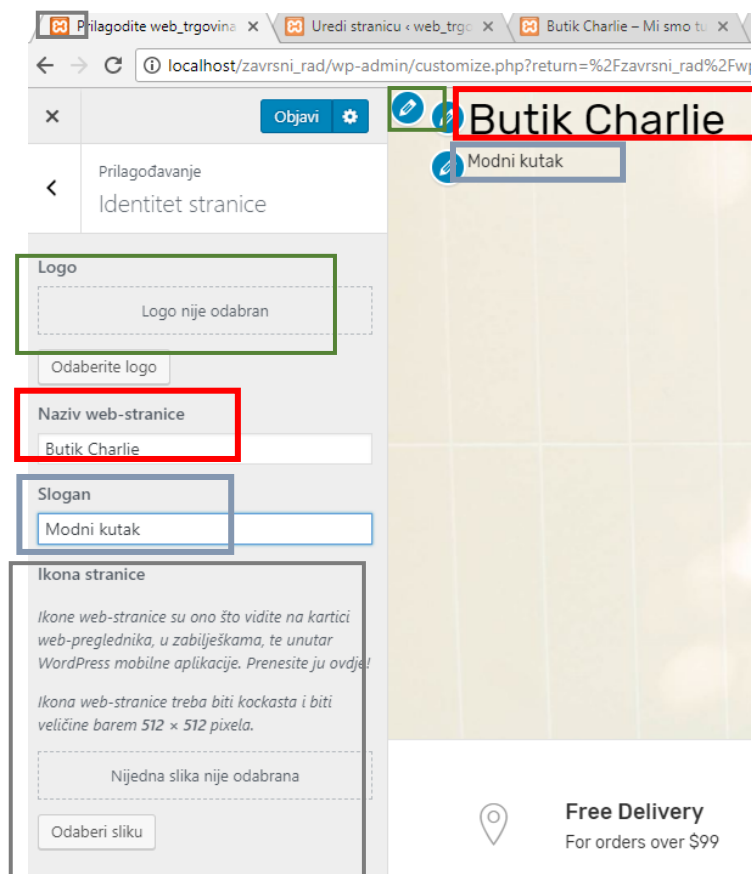 Prilagodite web_trgovina
Uredi stranicu ‹ web_trgo
Butik Charlie – Mi smo tu
localhost/zavrsni_rad/wp-admin/customize.php?return=%2Fzavrsni_rad%2Fwp
Objavi
Prilagođavanje
Identitet stranice
Logo
Logo nije odabran
Odaberite logo
Naziv web-stranice
Butik Charlie
Slogan
Modni kutak
Ikona stranice
Ikone web-stranice su ono što vidite na kartici
web-preglednika, u zabilješkama, te unutar
WordPress mobilne aplikacije. Prenesite ju ovdje!
Ikona web-stranice treba biti kockasta i biti
veličine barem 512 × 512 pixela.
Nijedna slika nije odabrana
Odaberi sliku
Butik Charlie
Modni kutak
Free Delivery
For orders over $99